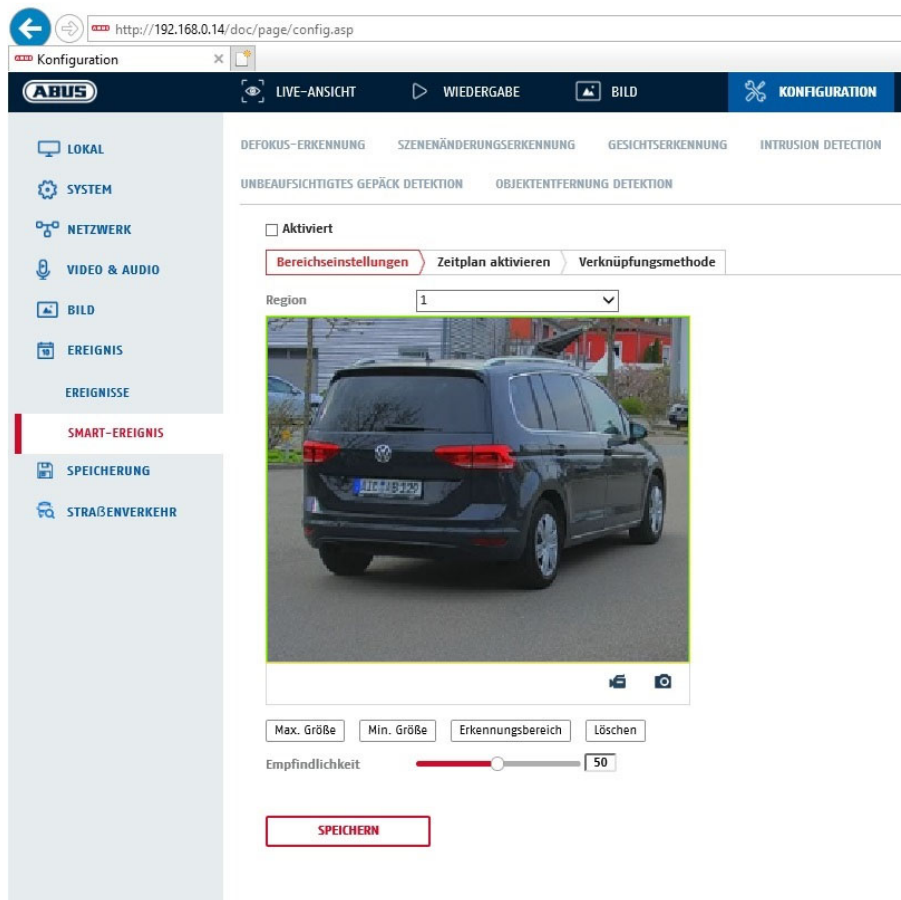 http://192.168.0.14/doc/page/config.asp
Konfiguration
ABUS
LIVE-ANSICHT
WIEDERGABE
BILD
KONFIGURATION
LOKAL
SYSTEM
NETZWERK
VIDEO & AUDIO
BILD
EREIGNIS
EREIGNISSE
SMART-EREIGNIS
SPEICHERUNG
STRAßENVERKEHR
DEFOKUS-ERKENNUNG SZENENÄNDERUNGSERKENNUNG GESICHTSERKENNUNG INTRUSION DETECTION
UNBEAUFSICHTIGTES GEPÄCK DETEKTION OBJEKTENTFERNUNG DETEKTION
Aktiviert
Bereichseinstellungen Zeitplan aktivieren Verknüpfungsmethode
Region 1
Max. Größe Min. Größe Erkennungsbereich Löschen
Empfindlichkeit 50
SPEICHERN